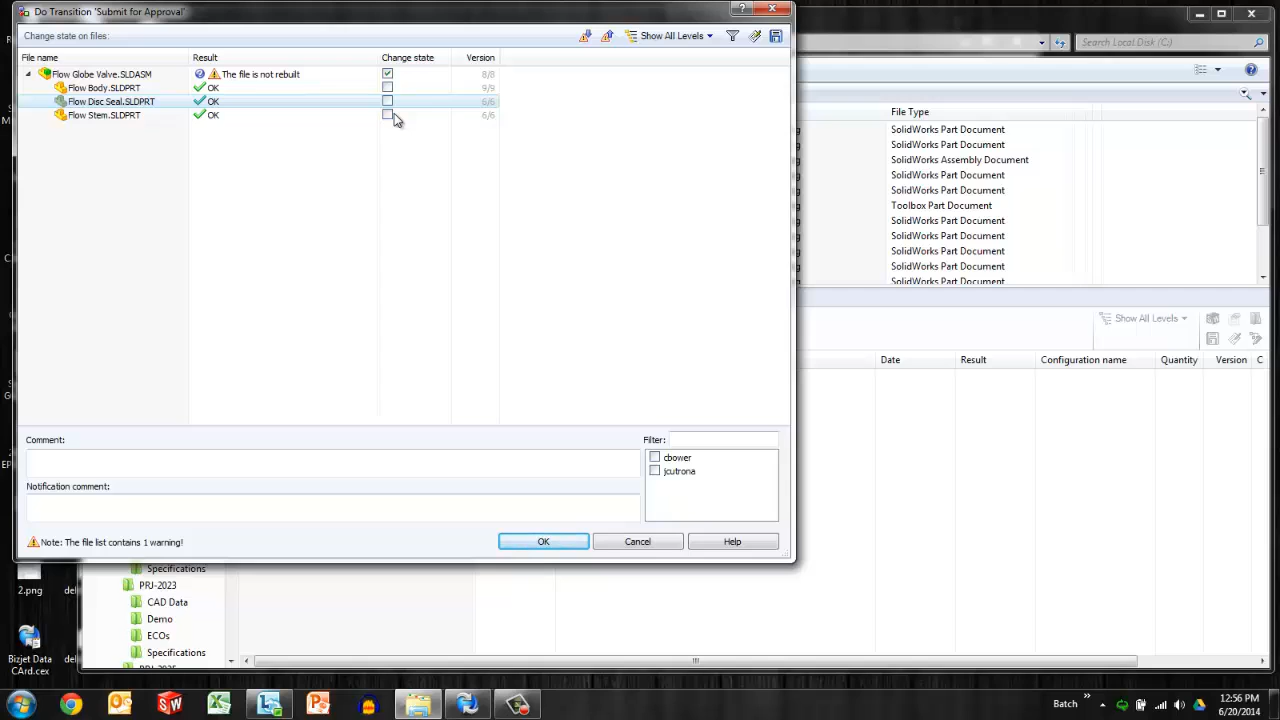 Do Transition 'Submit for Approval'
Change state on files:
Show All Levels
Search Local Disk (C:)
File name Result Change state Version
Flow Globe Valve.SLDASM The file is not rebuilt 8/8
Flow Body.SLDPRT OK 9/9
Flow Disc Seal.SLDPRT OK 6/6
Flow Stem.SLDPRT OK 6/6
File Type
SolidWorks Part Document
SolidWorks Part Document
SolidWorks Assembly Document
SolidWorks Part Document
SolidWorks Part Document
Toolbox Part Document
SolidWorks Part Document
SolidWorks Part Document
SolidWorks Part Document
SolidWorks Part Document
SolidWorks Part Document
Show All Levels
Date Result Configuration name Quantity Version C
Comment:
Filter:
cbower
jcutrona
Notification comment:
Note: The file list contains 1 warning!
OK Cancel Help
Specifications
PRJ-2023
CAD Data
Demo
ECOs
Specifications
2.png
Bizjet Data
CArd.cex
Batch
12:56 PM
6/20/2014